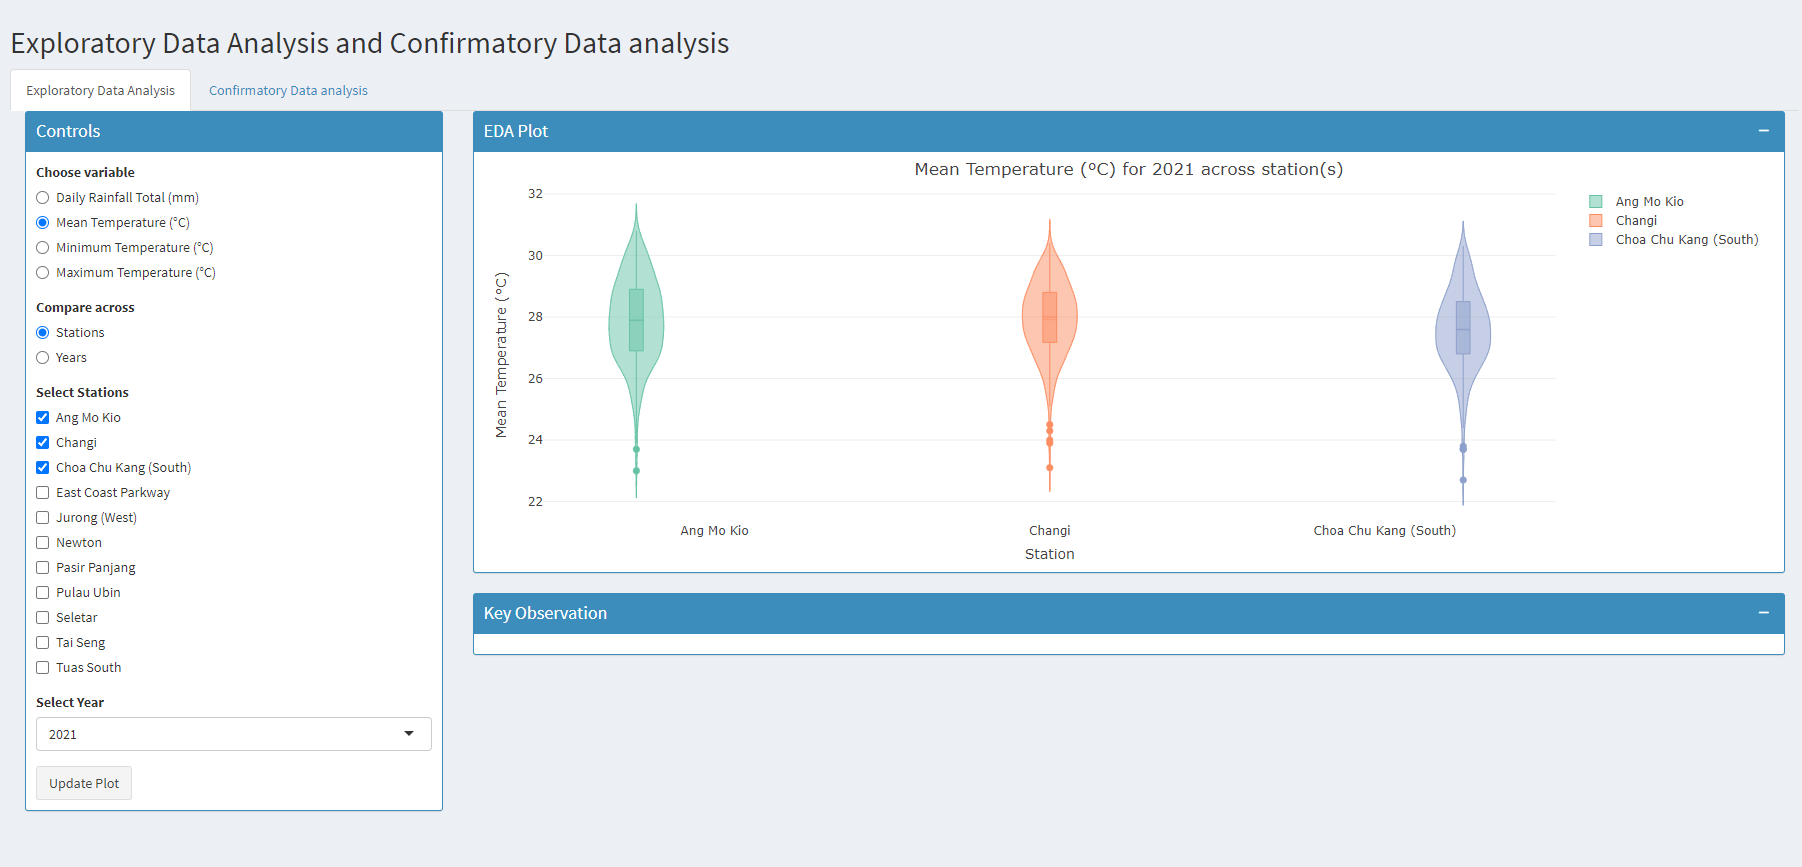 Exploratory Data Analysis and Confirmatory Data analysis
Exploratory Data Analysis
Confirmatory Data analysis
Controls
Choose variable
Daily Rainfall Total (mm)
Mean Temperature (°C)
Minimum Temperature (°C)
Maximum Temperature (°C)
Compare across
Stations
Years
Select Stations
Ang Mo Kio
Changi
Choa Chu Kang (South)
East Coast Parkway
Jurong (West)
Newton
Pasir Panjang
Pulau Ubin
Seletar
Tai Seng
Tuas South
Select Year
2021
Update Plot
EDA Plot
Mean Temperature (°C) for 2021 across station(s)
Mean Temperature (°C)
32
30
28
26
24
22
Ang Mo Kio
Changi
Choa Chu Kang (South)
Station
Ang Mo Kio
Changi
Choa Chu Kang (South)
Key Observation